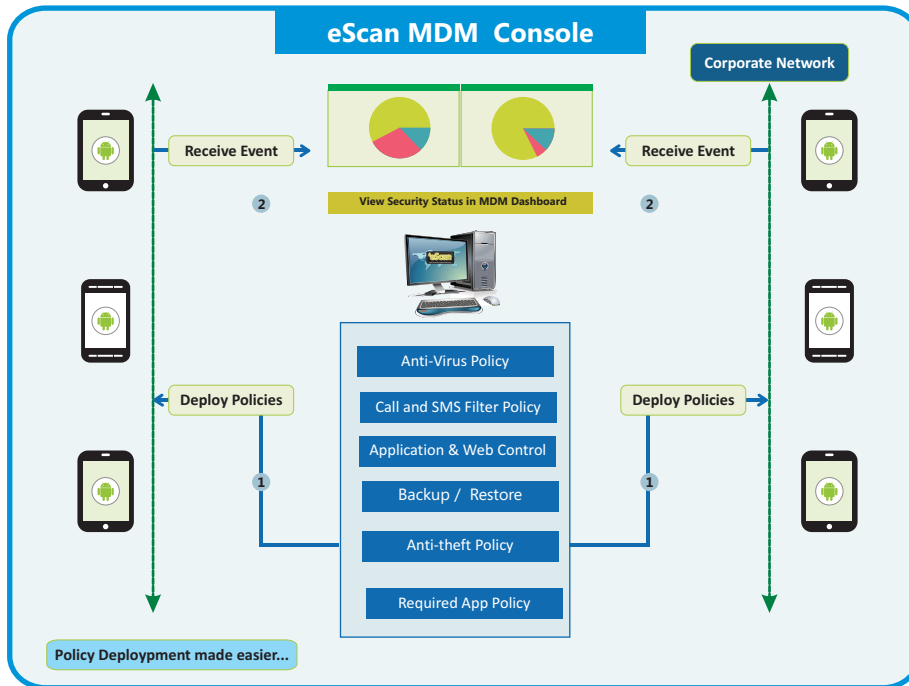 eScan MDM Console
Corporate Network
Receive Event
Receive Event
2
View Security Status in MDM Dashboard
2
eScan
Anti-Virus Policy
Deploy Policies
Call and SMS Filter Policy
Deploy Policies
Application & Web Control
1
Backup / Restore
1
Anti-theft Policy
Required App Policy
Policy Deploypment made easier...